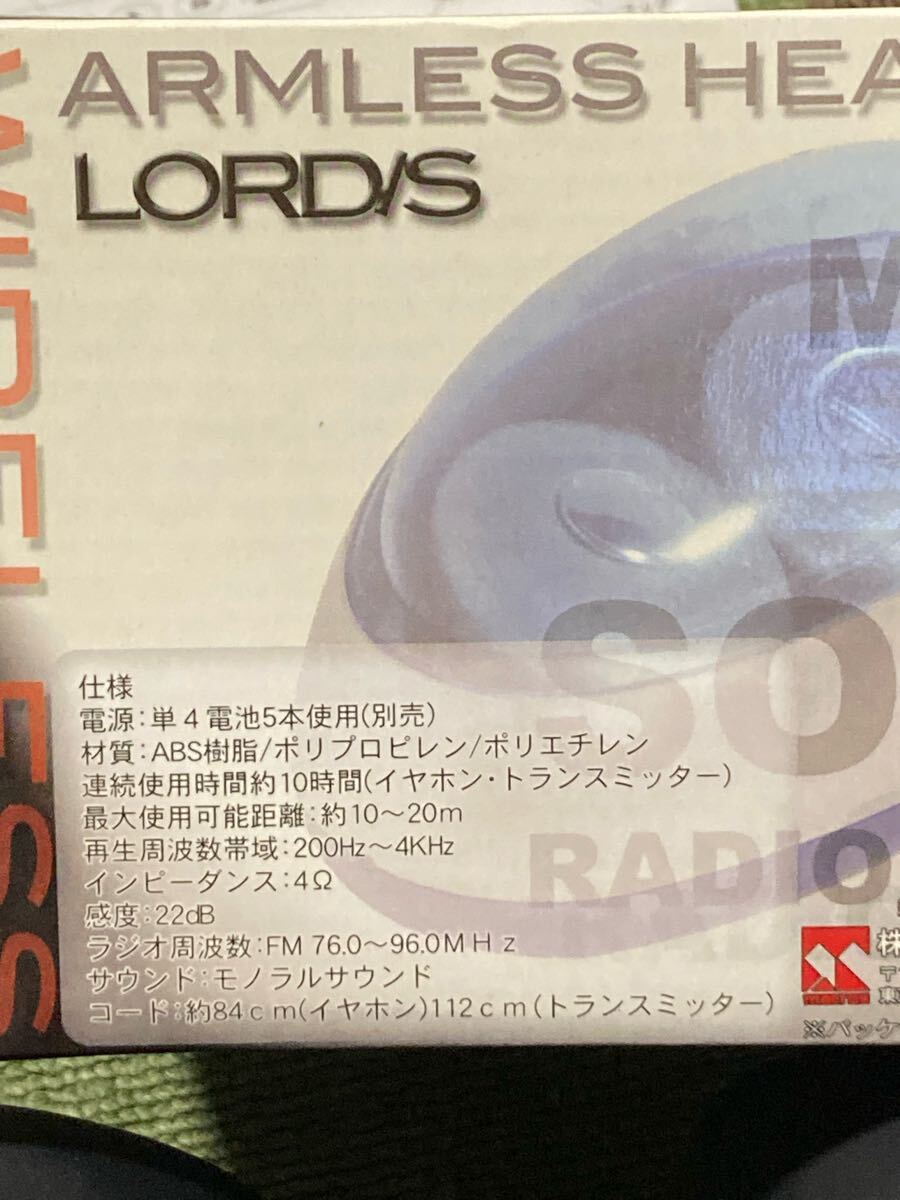 WIRELESS
ARMLESS HEA
LORD/S
M
SO
RADIO
仕様
電源:単４電池5本使用(別売)
材質:ABS樹脂/ポリプロピレン/ポリエチレン
連続使用時間約10時間(イヤホン･トランスミッター)
最大使用可能距離:約10〜20m
再生周波数帯域:200Hz〜4KHz
インピーダンス:4Ω
感度:22dB
ラジオ周波数:FM 76.0〜96.0MＨｚ
サウンド:モノラルサウンド
コード:約84ｃｍ(イヤホン)112ｃｍ(トランスミッター)
株
〒
東
※パッケ